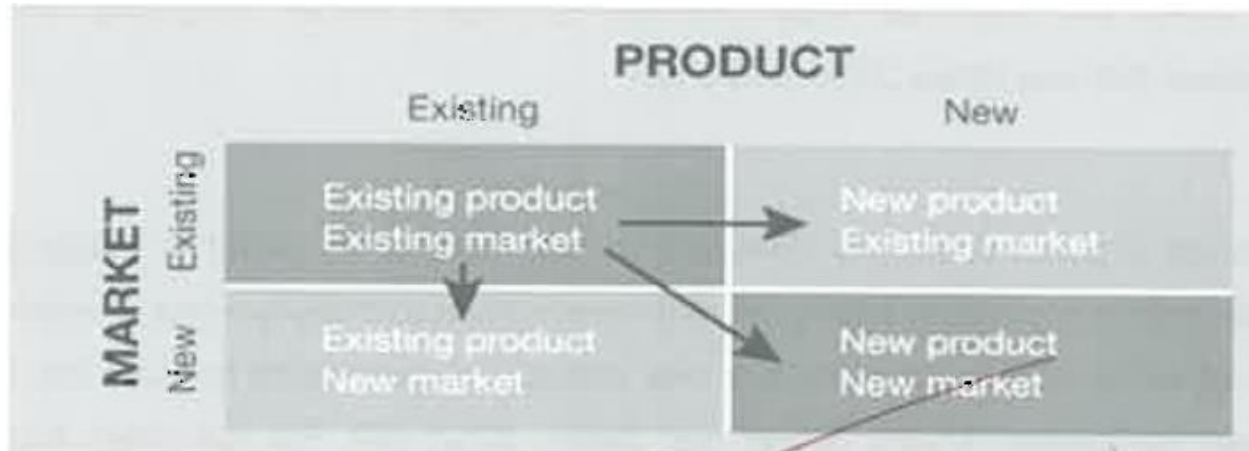 PRODUCT
Existing
New
MARKET
Existing
Existing product
Existing market
New product
Existing market
New
Existing product
New market
New product
New market